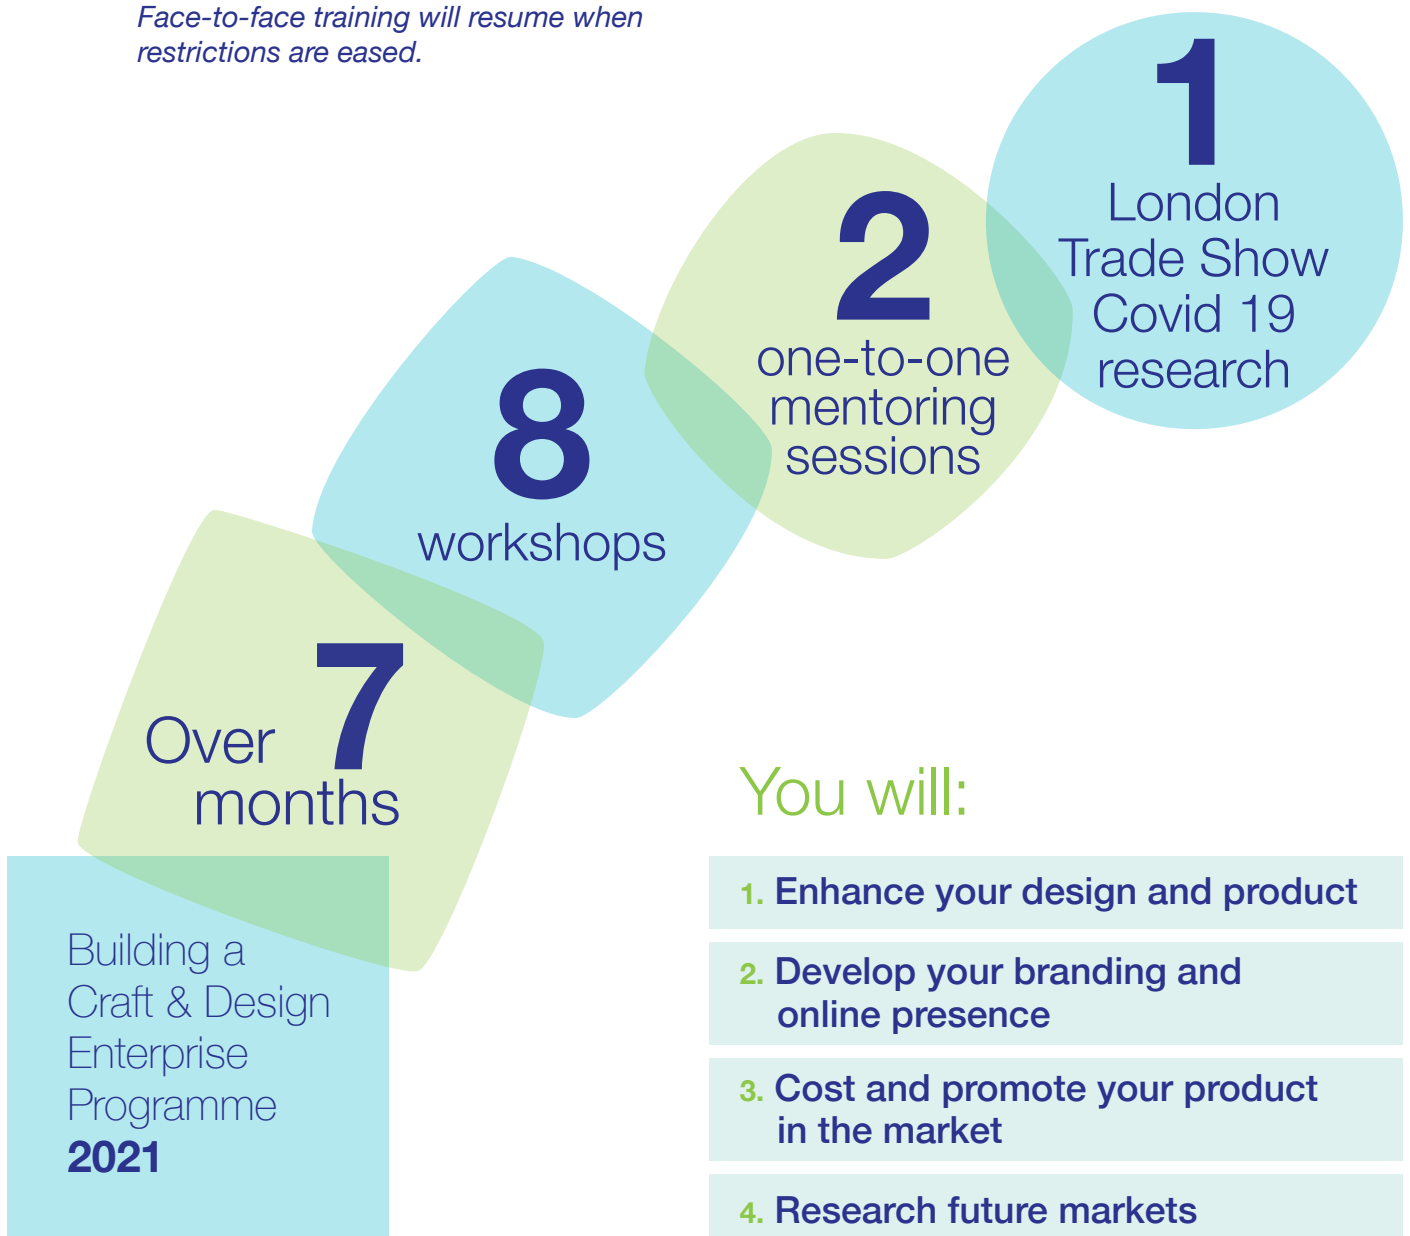 Face-to-face training will resume when
restrictions are eased.
1
London
Trade Show
Covid 19
research
2
one-to-one
mentoring
sessions
8
workshops
Over 7
months
Building a
Craft & Design
Enterprise
Programme
2021
You will:
1. Enhance your design and product
2. Develop your branding and
online presence
3. Cost and promote your product
in the market
4. Research future markets